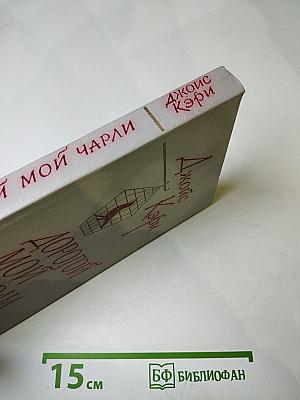 Й МОЙ ЧАРЛИ
ДЖОЙС
КЭРИ
ДЖОЙС
КЭРИ
ДОРОГОЙ
МОЙ
15 см
БФ БИБЛИОФАН